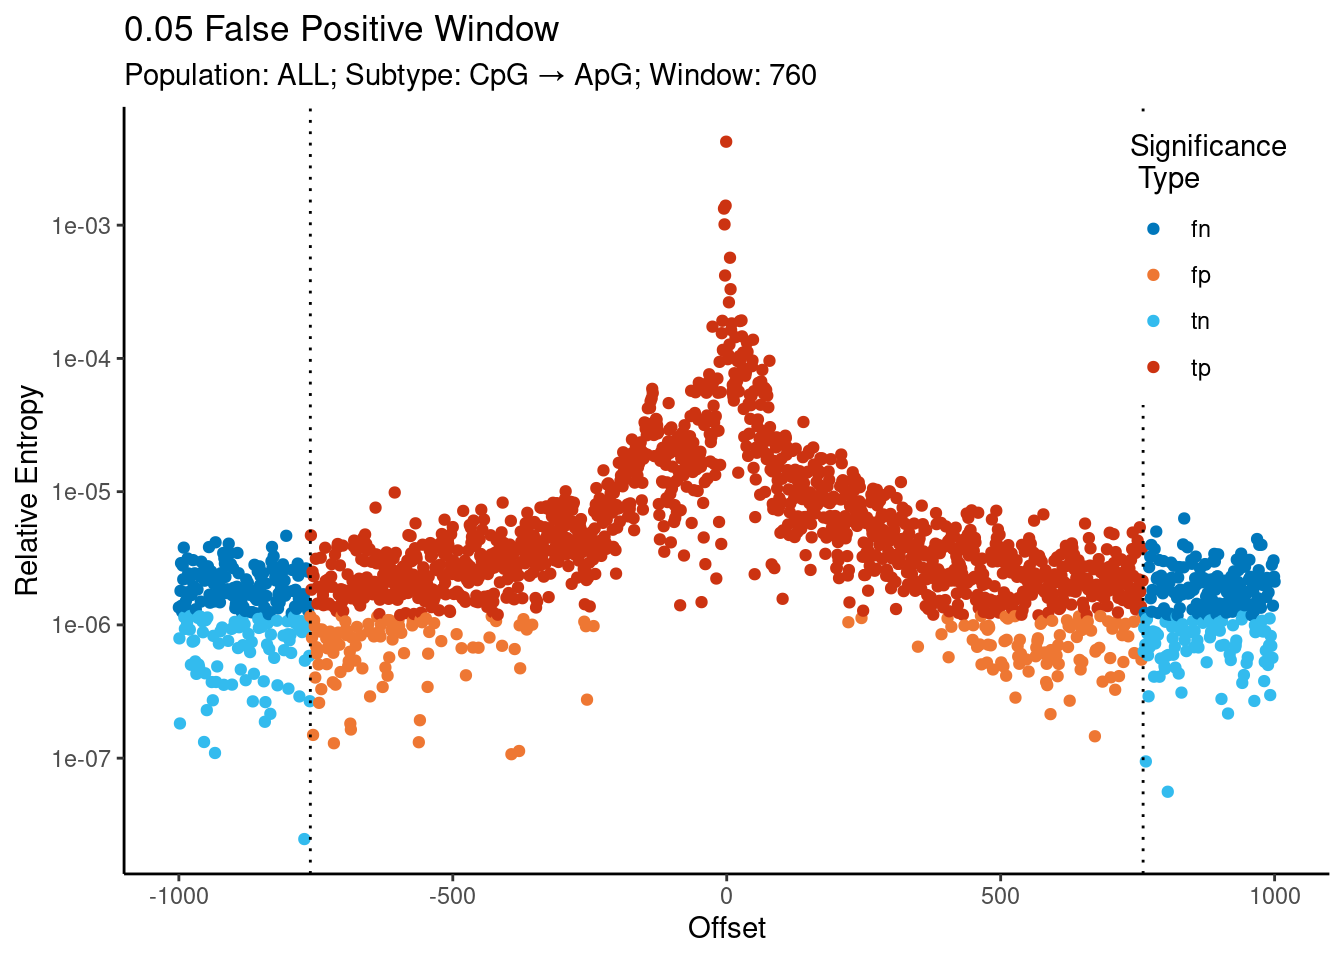 0.05 False Positive Window
Population: ALL; Subtype: CpG → ApG; Window: 760
Significance
Type
fn
fp
tn
tp
Relative Entropy
1e-03
1e-04
1e-05
1e-06
1e-07
-1000
-500
0
500
1000
Offset